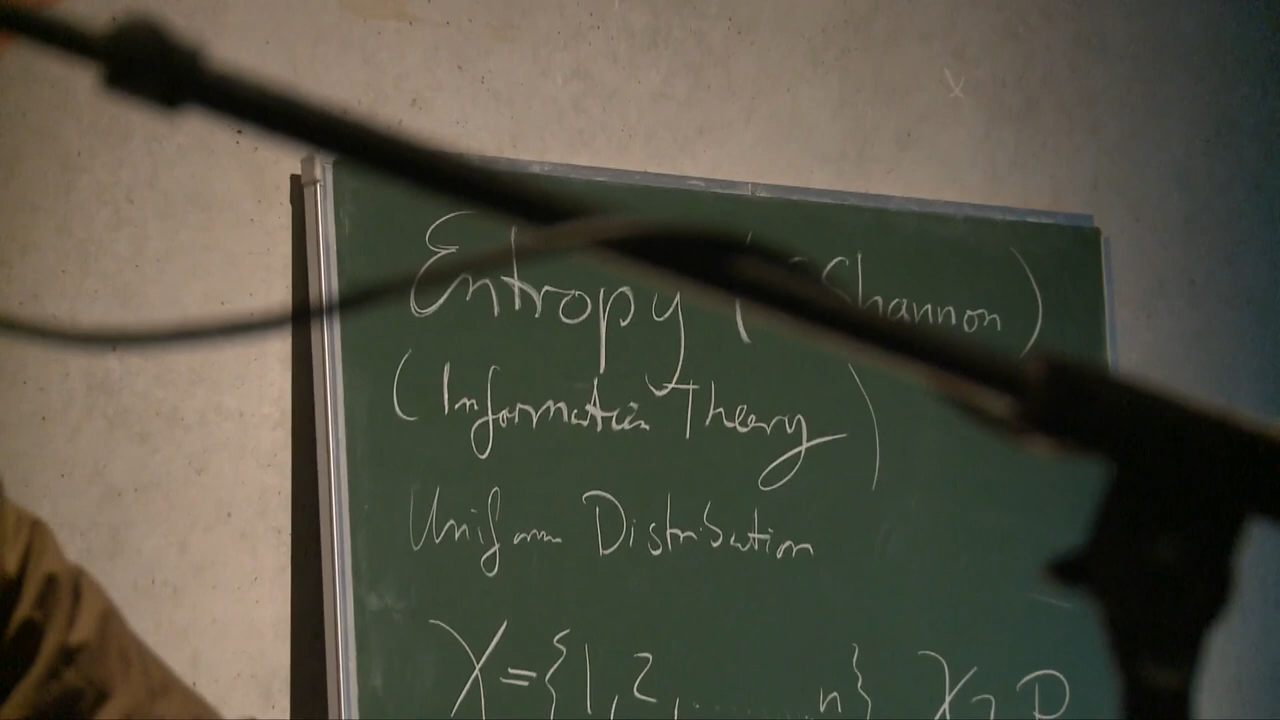 Entropy ( Shannon )
( Information Theory )
Uniform Distribution
X = {1, 2, ...... n}